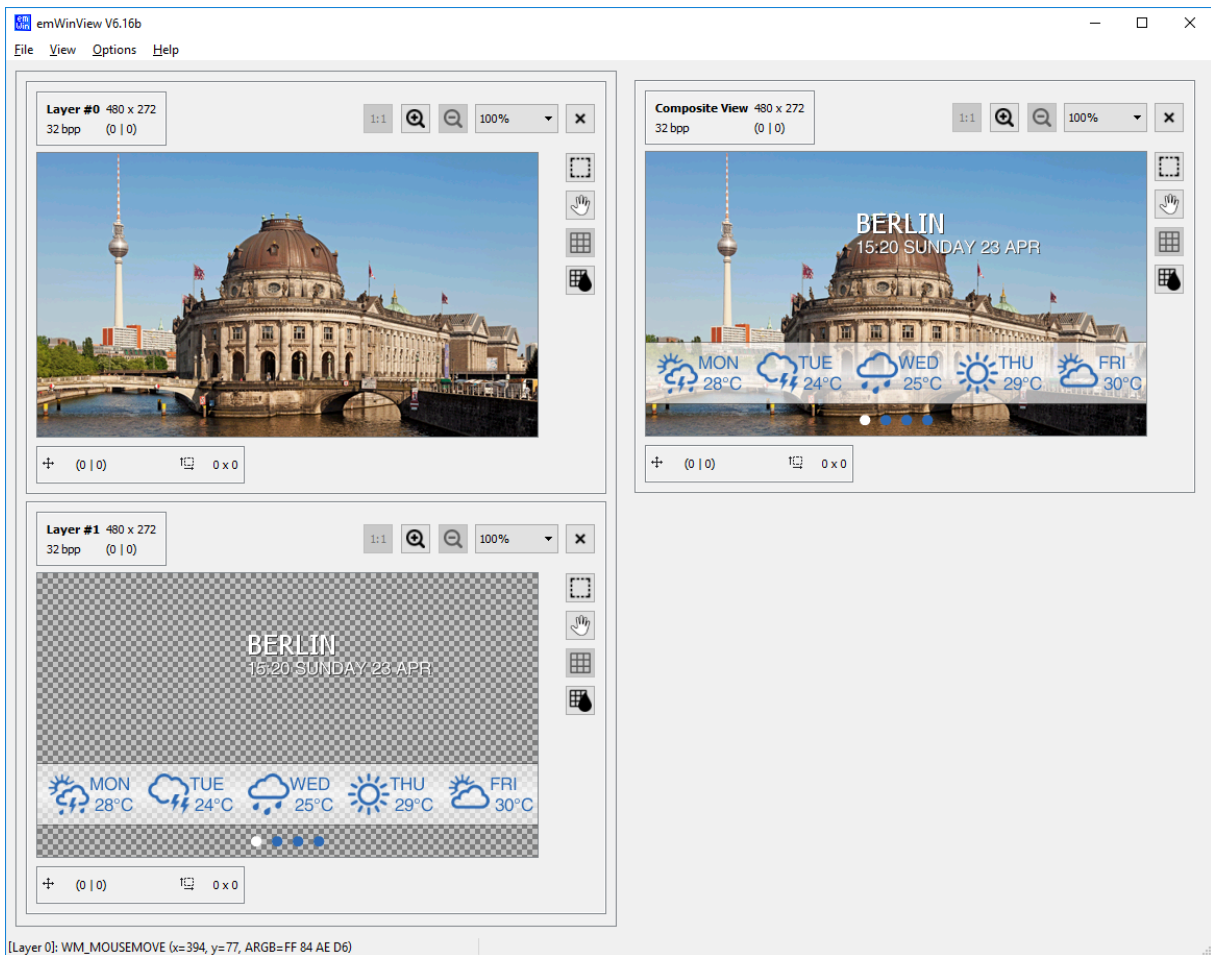 em
Win
emWinView V6.16b
File View Options Help
Layer #0 480 x 272
32 bpp (0 | 0)
1:1
100%
(0 | 0) 0 x 0
Composite View 480 x 272
32 bpp (0 | 0)
1:1
100%
BERLIN
15:20 SUNDAY 23 APR
MON TUE WED THU FRI
28°C 24°C 25°C 29°C 30°C
(0 | 0) 0 x 0
Layer #1 480 x 272
32 bpp (0 | 0)
1:1
100%
BERLIN
15:20 SUNDAY 23 APR
MON TUE WED THU FRI
28°C 24°C 25°C 29°C 30°C
(0 | 0) 0 x 0
[Layer 0]: WM_MOUSEMOVE (x=394, y=77, ARGB=FF 84 AE D6)